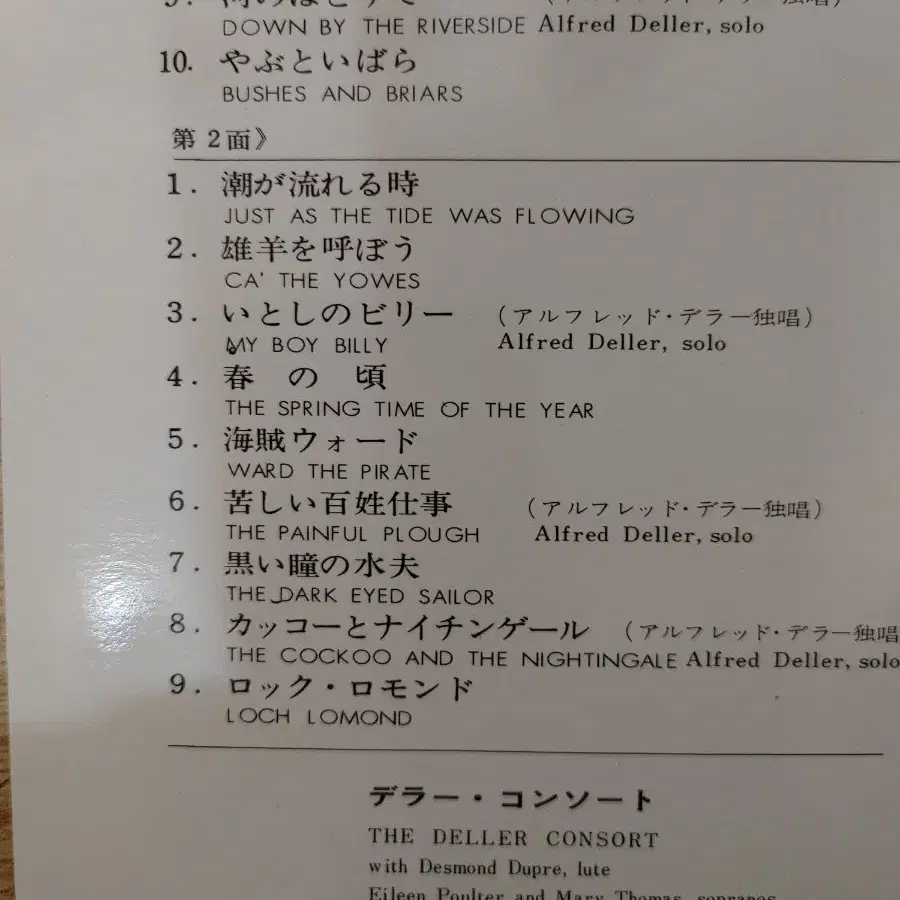 DOWN BY THE RIVERSIDE Alfred Deller, solo
10. やぶといばら
BUSHES AND BRIARS
第2面》
1. 潮が流れる時
JUST AS THE TIDE WAS FLOWING
2. 雄羊を呼ぼう
CA' THE YOWES
3. いとしのビリー (アルフレッド・デラー独唱)
MY BOY BILLY Alfred Deller, solo
4. 春の頃
THE SPRING TIME OF THE YEAR
5. 海賊ウォード
WARD THE PIRATE
6. 苦しい百姓仕事 (アルフレッド・デラー独唱)
THE PAINFUL PLOUGH Alfred Deller, solo
7. 黒い瞳の水夫
THE DARK EYED SAILOR
8. カッコーとナイチンゲール (アルフレッド・デラー独唱
THE COCKOO AND THE NIGHTINGALE Alfred Deller, solo
9. ロック・ロモンド
LOCH LOMOND
デラー・コンソート
THE DELLER CONSORT
with Desmond Dupre, lute
Eileen Poulter and Mary Thomas, sopranos